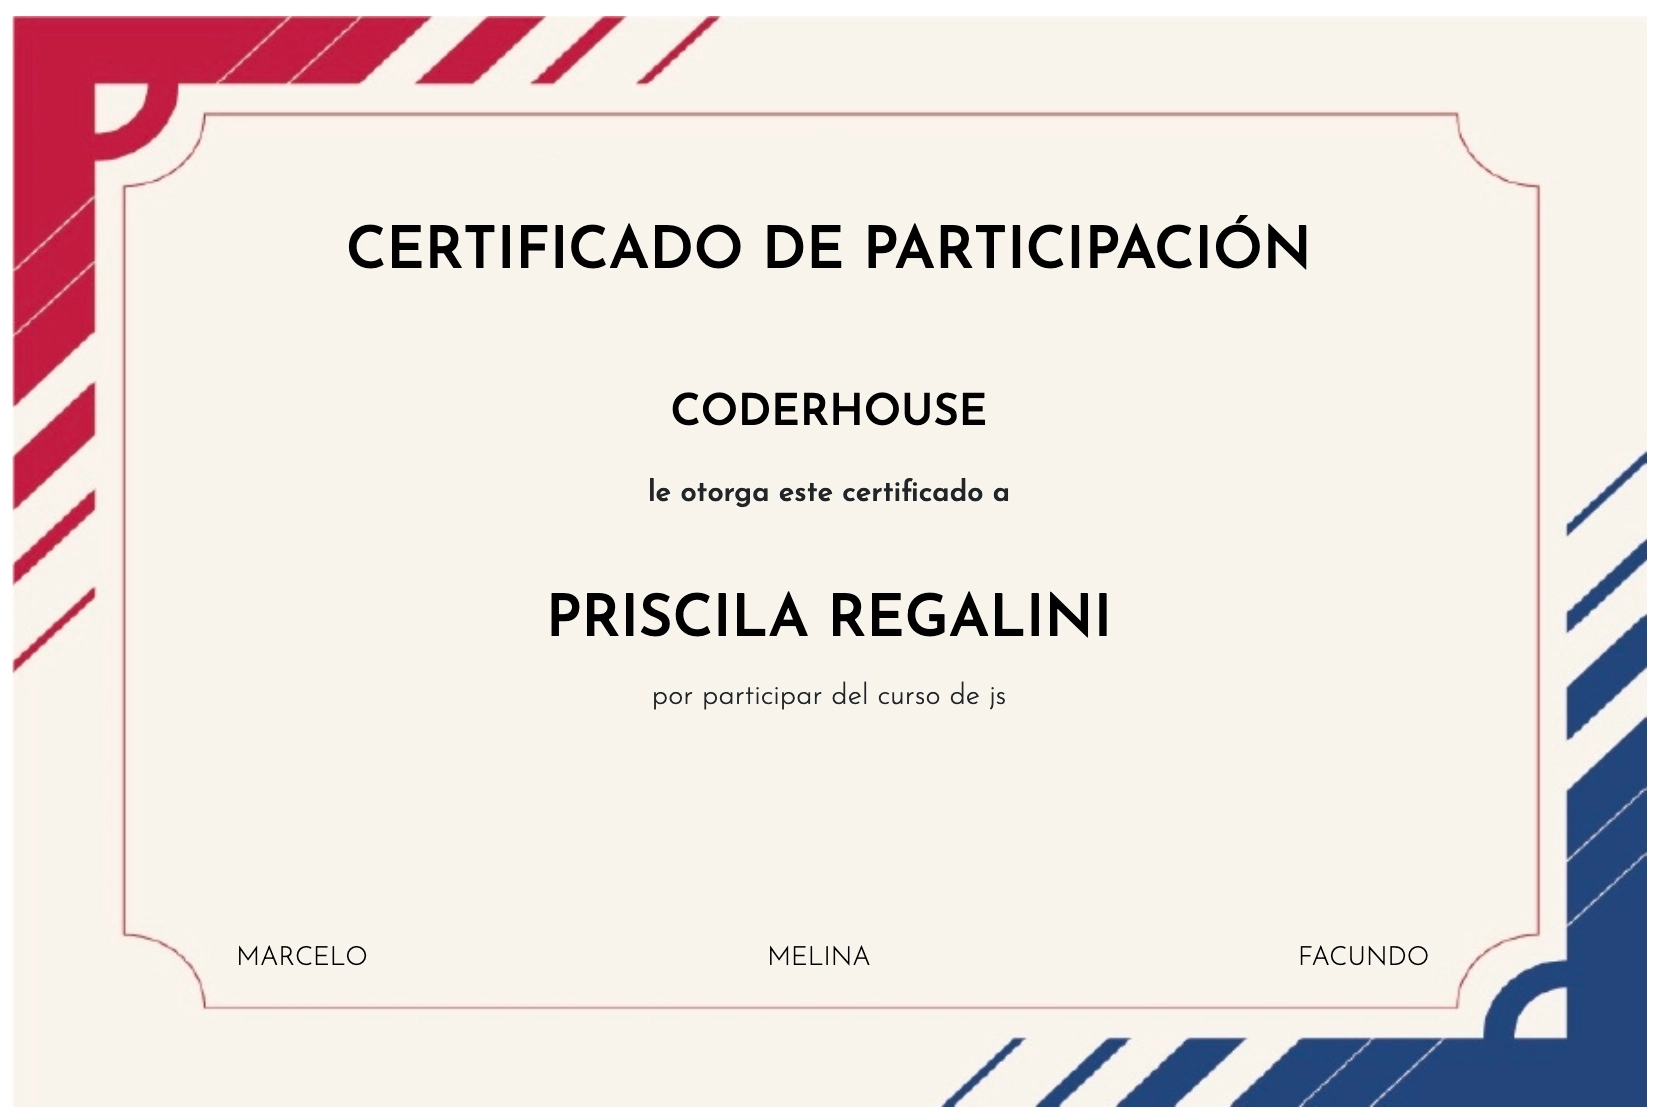 CERTIFICADO DE PARTICIPACIÓN
CODERHOUSE
le otorga este certificado a
PRISCILA REGALINI
por participar del curso de js
MARCELO MELINA FACUNDO